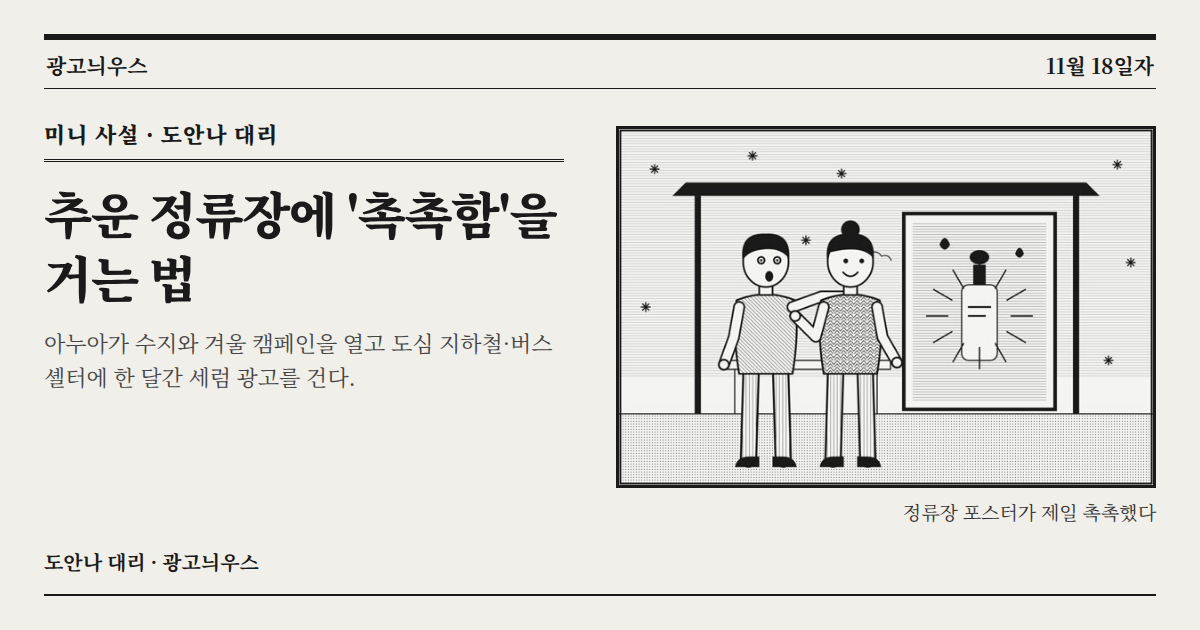 광고늬우스
11월 18일자
미니 사설 · 도안나 대리
추운 정류장에 '촉촉함'을
거는 법
아누아가 수지와 겨울 캠페인을 열고 도심 지하철·버스
셸터에 한 달간 세럼 광고를 건다.
정류장 포스터가 제일 촉촉했다
도안나 대리 · 광고늬우스